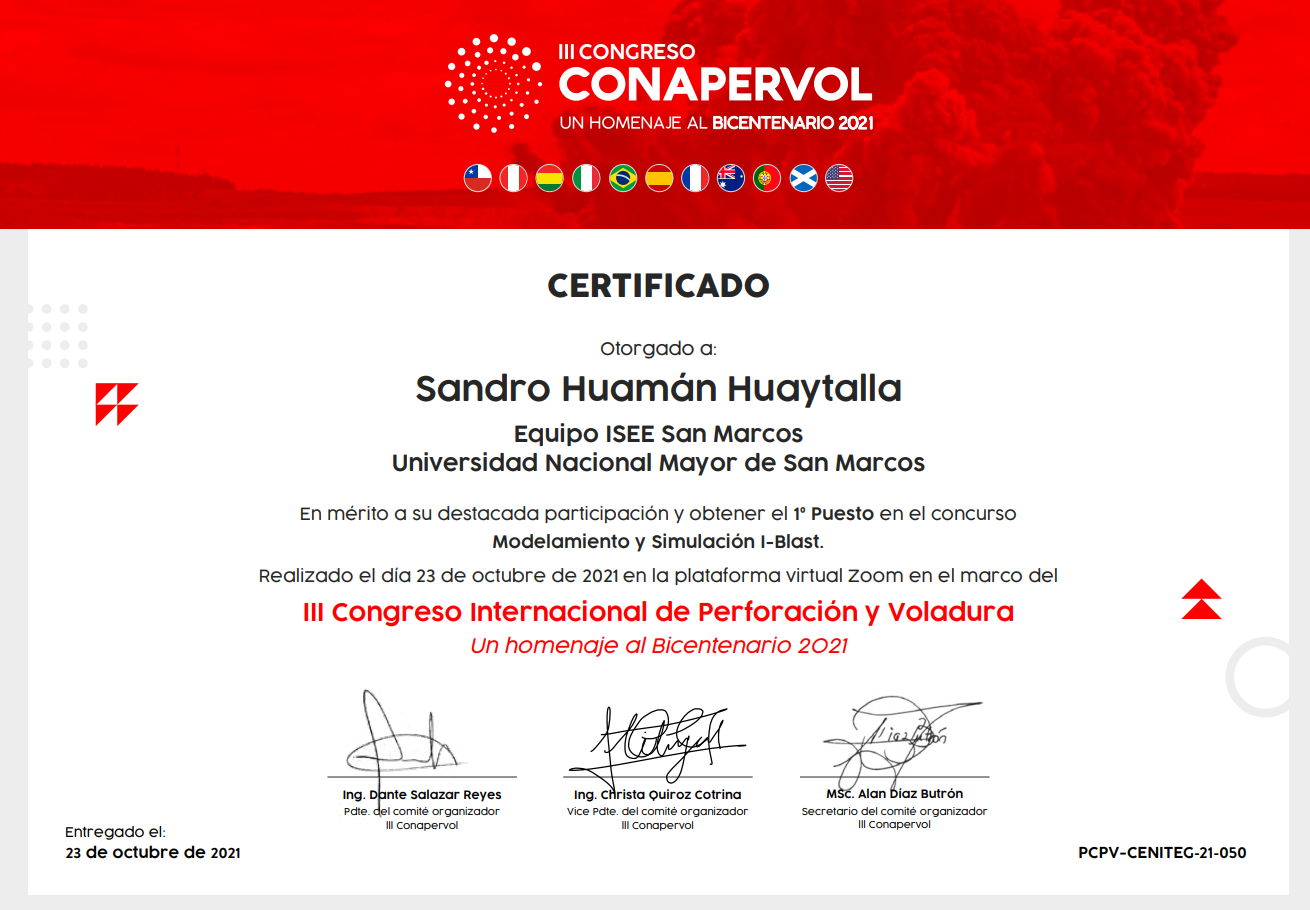 III CONGRESO
CONAPERVOL
UN HOMENAJE AL BICENTENARIO 2021
CERTIFICADO
Otorgado a:
Sandro Huamán Huaytalla
Equipo ISEE San Marcos
Universidad Nacional Mayor de San Marcos
En mérito a su destacada participación y obtener el 1º Puesto en el concurso
Modelamiento y Simulación I-Blast.
Realizado el día 23 de octubre de 2021 en la plataforma virtual Zoom en el marco del
III Congreso Internacional de Perforación y Voladura
Un homenaje al Bicentenario 2021
Ing. Dante Salazar Reyes
Pdte. del comité organizador
III Conapervol
Ing. Christa Quiroz Cotrina
Vice Pdte. del comité organizador
III Conapervol
MSc. Alan Díaz Butrón
Secretario del comité organizador
III Conapervol
Entregado el:
23 de octubre de 2021
PCPV-CENITEG-21-050